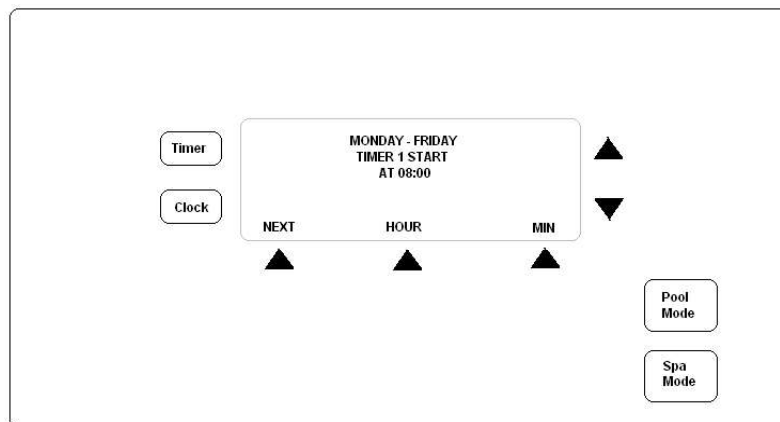 Timer
MONDAY - FRIDAY
TIMER 1 START
AT 08:00
Clock
NEXT HOUR MIN
Pool
Mode
Spa
Mode